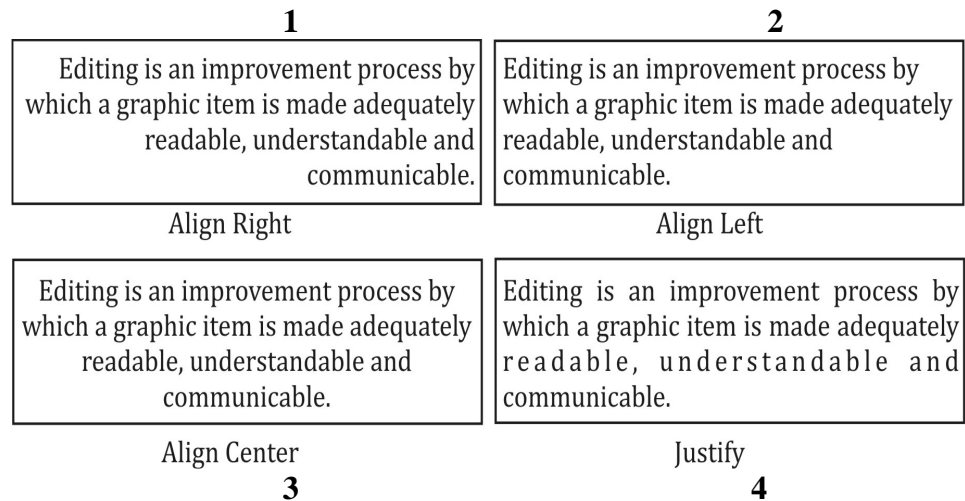 1
Editing is an improvement process by
which a graphic item is made adequately
readable, understandable and
communicable.
Align Right
2
Editing is an improvement process by
which a graphic item is made adequately
readable, understandable and
communicable.
Align Left
Editing is an improvement process by
which a graphic item is made adequately
readable, understandable and
communicable.
Align Center
3
Editing is an improvement process by
which a graphic item is made adequately
readable, understandable and
communicable.
Justify
4